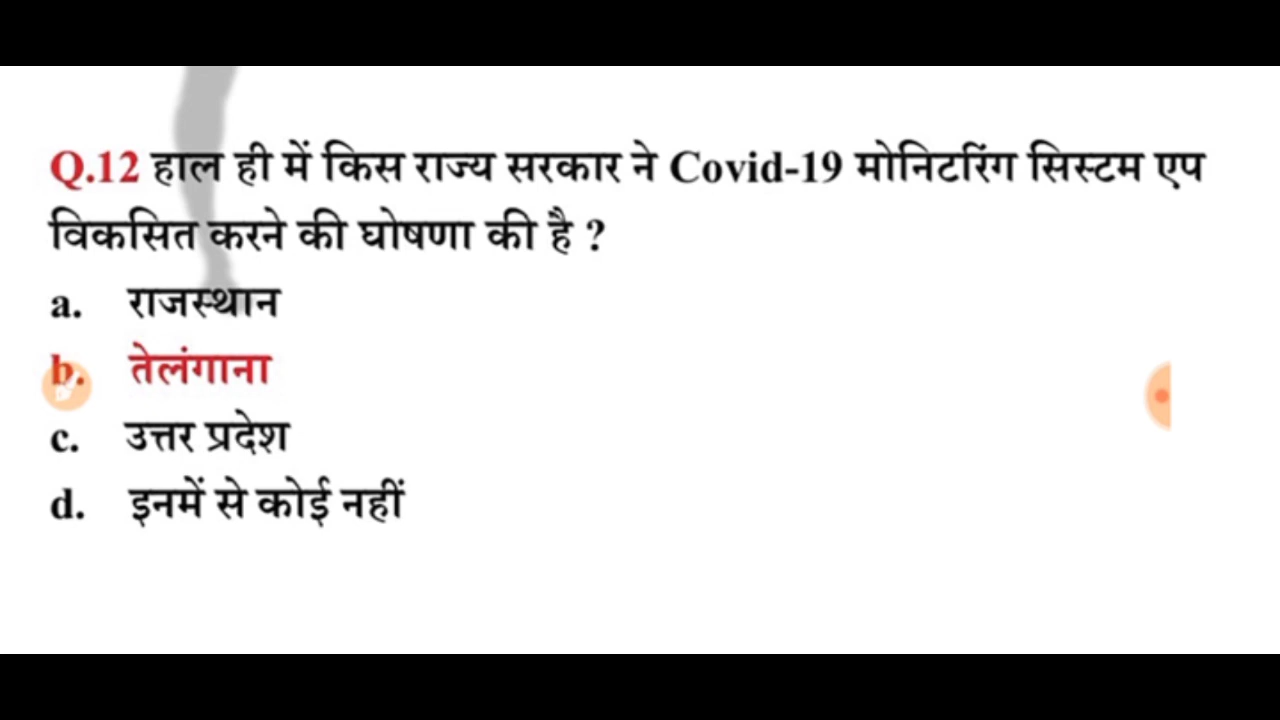 Q.12 हाल ही में किस राज्य सरकार ने Covid-19 मोनिटरिंग सिस्टम एप
विकसित करने की घोषणा की है ?
a. राजस्थान
b. तेलंगाना
c. उत्तर प्रदेश
d. इनमें से कोई नहीं